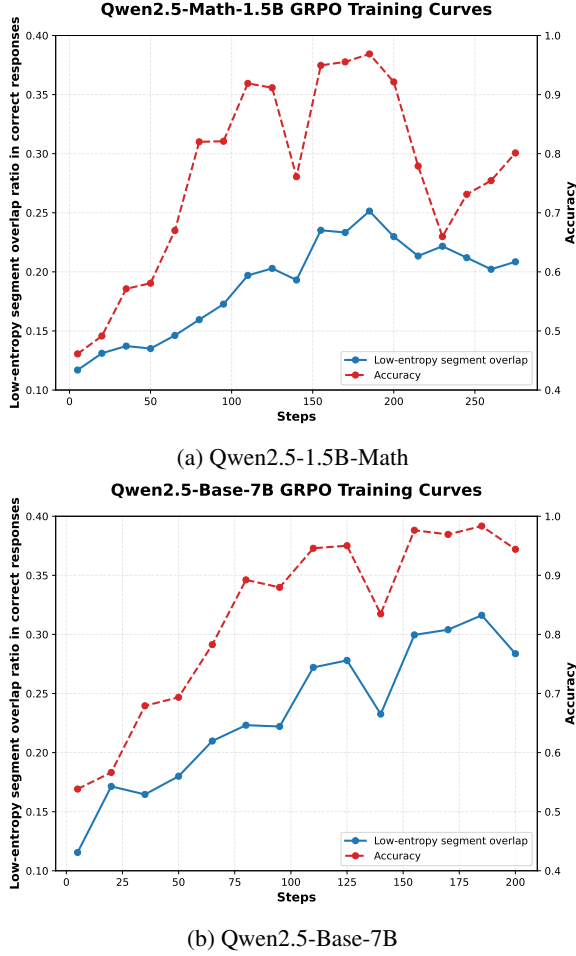 Qwen2.5-Math-1.5B GRPO Training Curves
Low-entropy segment overlap ratio in correct responses
0.40
0.35
0.30
0.25
0.20
0.15
0.10
1.0
0.9
0.8
0.7
0.6
0.5
0.4
Accuracy
Low-entropy segment overlap
Accuracy
0 50 100 150 200 250
Steps
(a) Qwen2.5-1.5B-Math
Qwen2.5-Base-7B GRPO Training Curves
Low-entropy segment overlap ratio in correct responses
0.40
0.35
0.30
0.25
0.20
0.15
0.10
1.0
0.9
0.8
0.7
0.6
0.5
0.4
Accuracy
Low-entropy segment overlap
Accuracy
0 25 50 75 100 125 150 175 200
Steps
(b) Qwen2.5-Base-7B